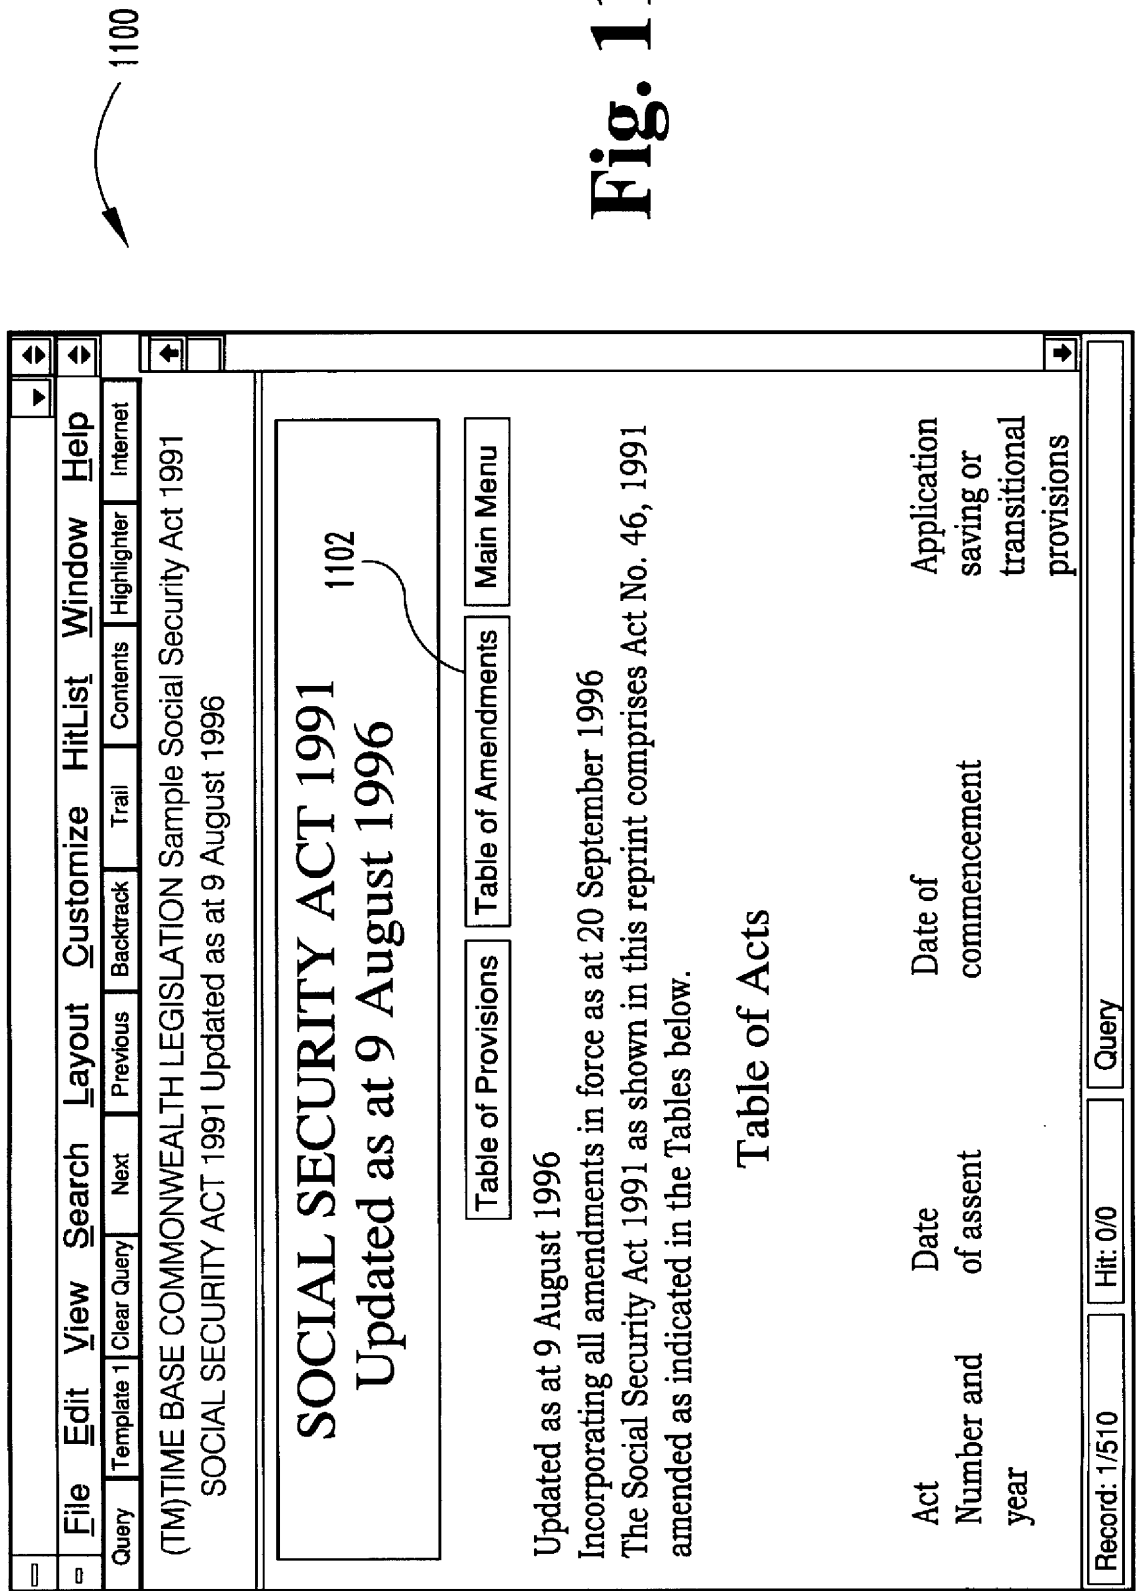 1100
File Edit View Search Layout Customize HitList Window Help
Query Template 1 Clear Query Next Previous Backtrack Trail Contents Highlighter Internet
(TM)TIME BASE COMMONWEALTH LEGISLATION Sample Social Security Act 1991
SOCIAL SECURITY ACT 1991 Updated as at 9 August 1996
SOCIAL SECURITY ACT 1991
Updated as at 9 August 1996
1102
Table of Provisions Table of Amendments Main Menu
Updated as at 9 August 1996
Incorporating all amendments in force as at 20 September 1996
The Social Security Act 1991 as shown in this reprint comprises Act No. 46, 1991
amended as indicated in the Tables below.
Table of Acts
Act Date Date of Application
Number and of assent commencement saving or
year transitional
provisions
Record: 1/510 Hit: 0/0 Query
Fig. 11